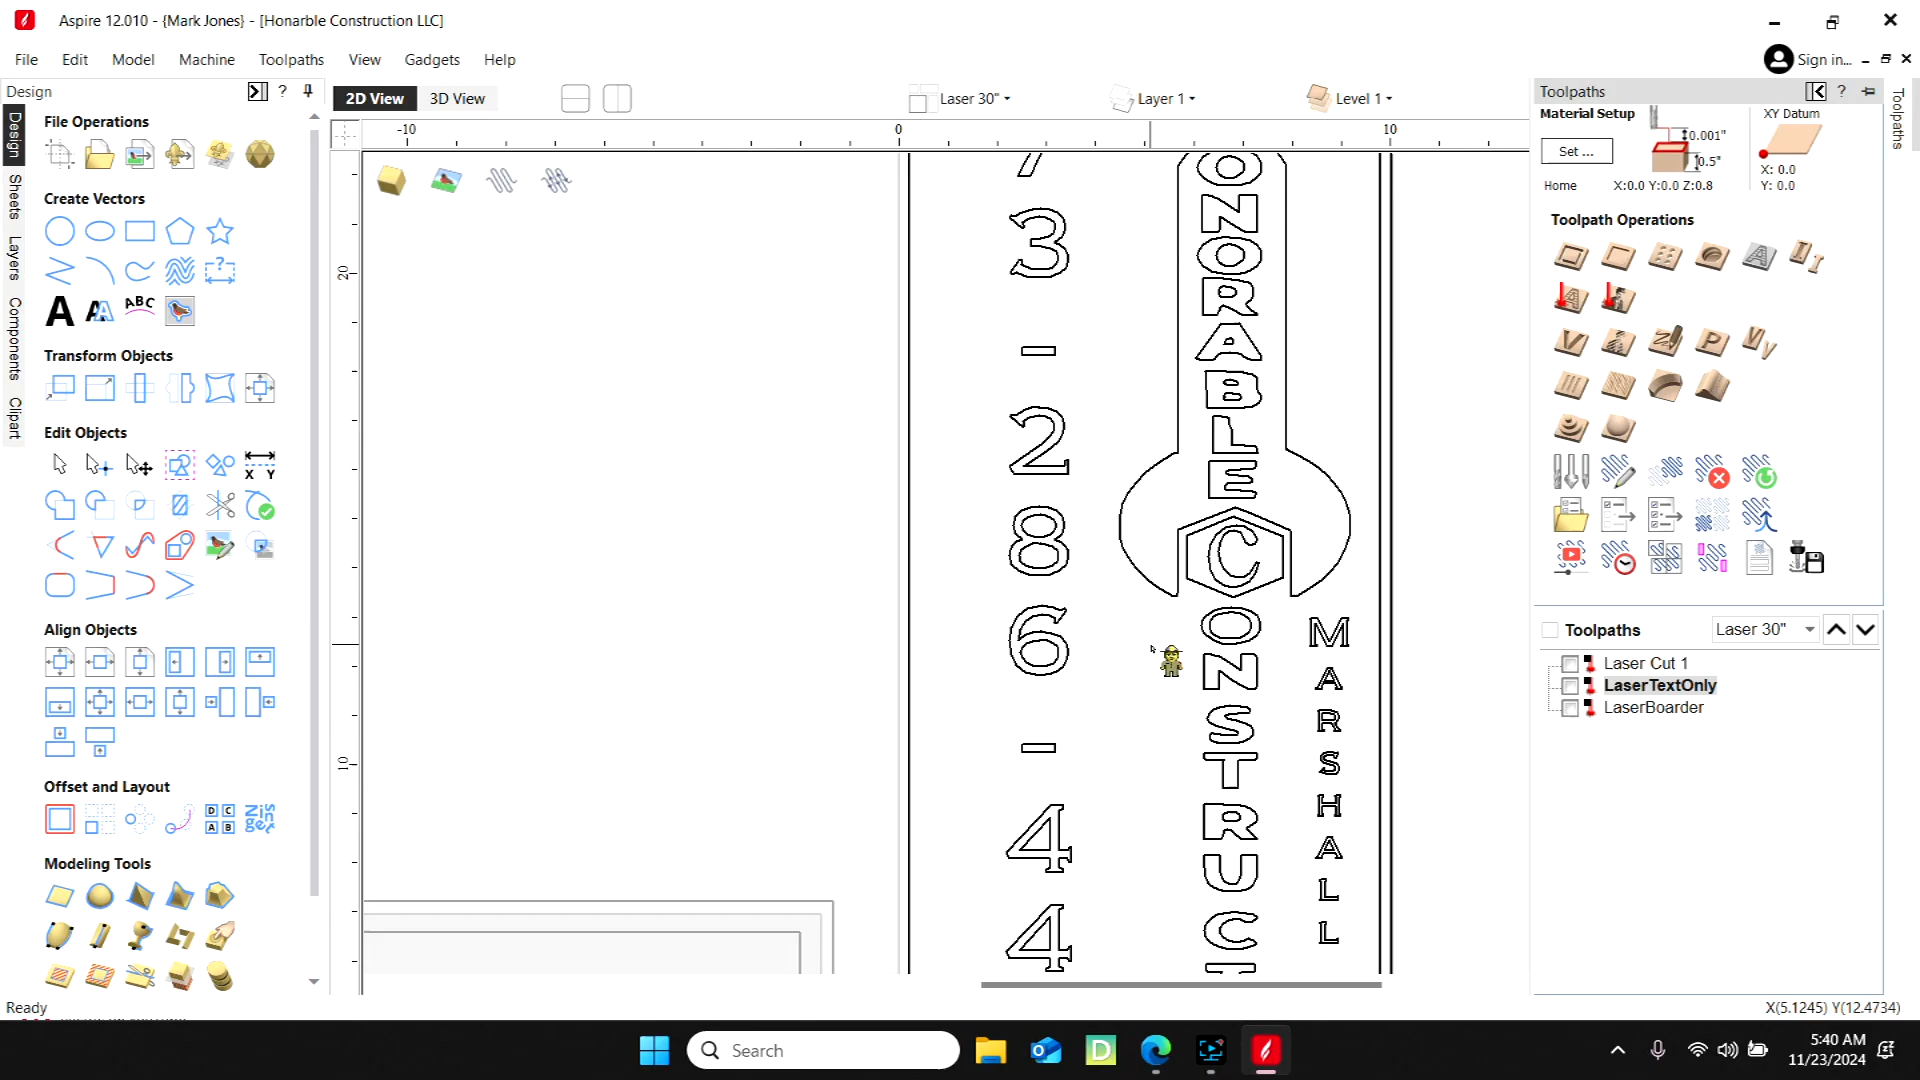 Aspire 12.010 - {Mark Jones} - [Honarble Construction LLC]
File Edit Model Machine Toolpaths View Gadgets Help
Sign in...
Design
?
2D View
3D View
Laser 30"
Layer 1
Level 1
Toolpaths
?
Toolpaths
Design
Sheets
Layers
Components
Clipart
File Operations
Create Vectors
A
ABC
Transform Objects
Edit Objects
X Y
Align Objects
Offset and Layout
D C
A B
Modeling Tools
-10
0
10
20
10
3
-
2
8
6
-
4
4
O
N
O
R
A
B
L
E
C
O
N
S
T
R
U
C
M
A
R
S
H
A
L
L
Material Setup
XY Datum
0.001"
Set ...
0.5"
X: 0.0
Y: 0.0
Home X:0.0 Y:0.0 Z:0.8
Toolpath Operations
Toolpaths
Laser 30"
Laser Cut 1
LaserTextOnly
LaserBoarder
Ready
X(5.1245) Y(12.4734)
Search
D
5:40 AM
11/23/2024